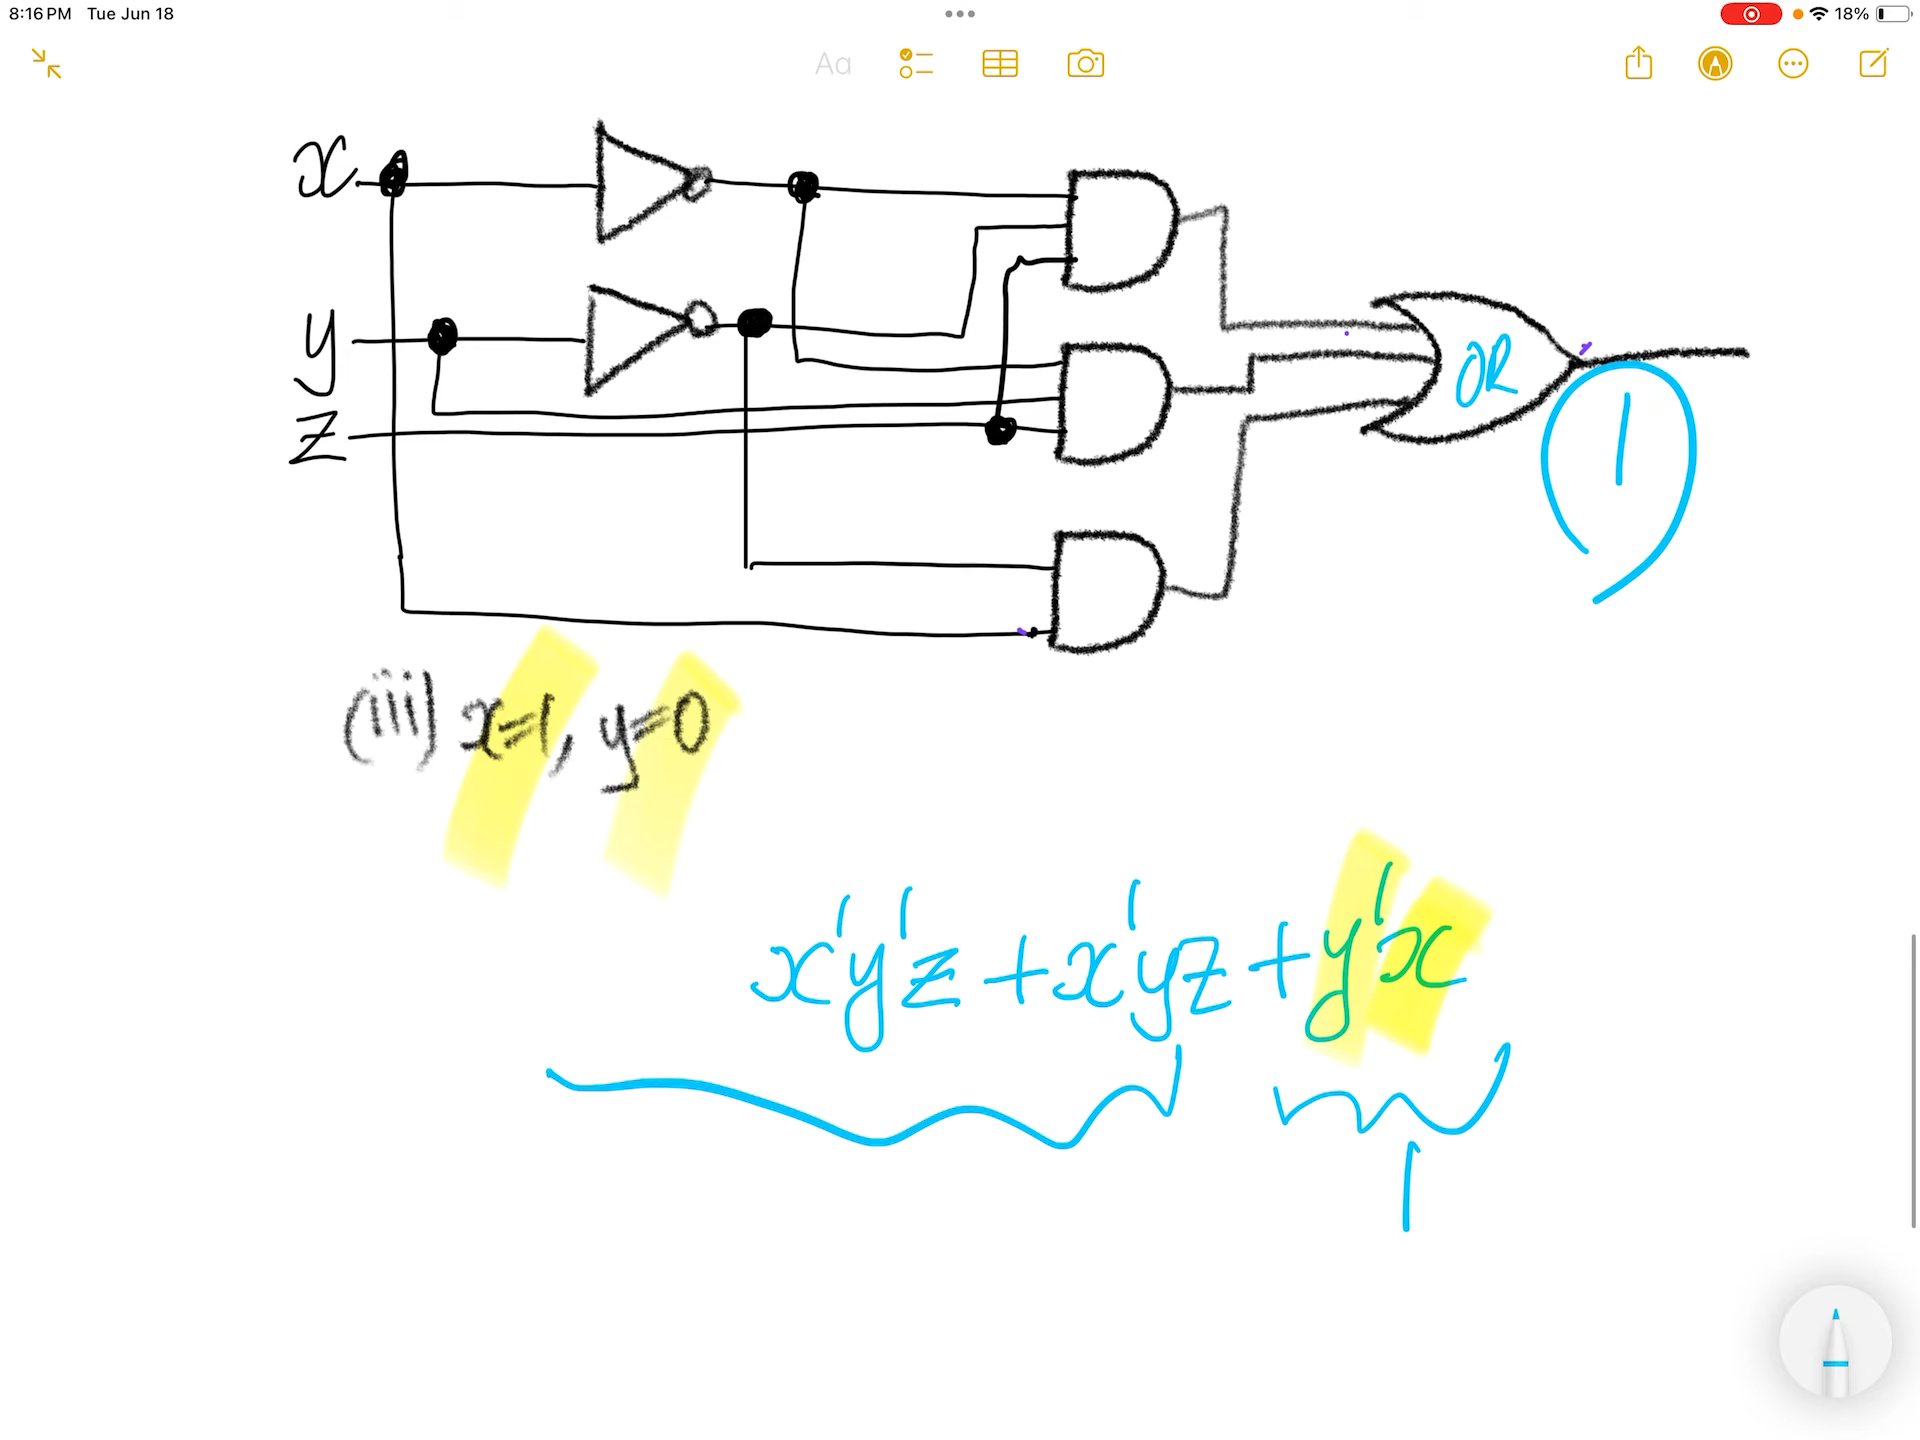 8:16 PM Tue Jun 18
18%
Aa
x
y
z
OR
1
(iii) x=1, y=0
x'y'z + x'yz + y'x
1